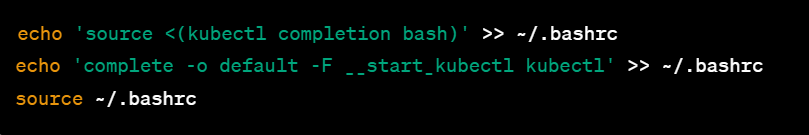 echo 'source <(kubectl completion bash)' >> ~/.bashrc
echo 'complete -o default -F __start_kubectl kubectl' >> ~/.bashrc
source ~/.bashrc